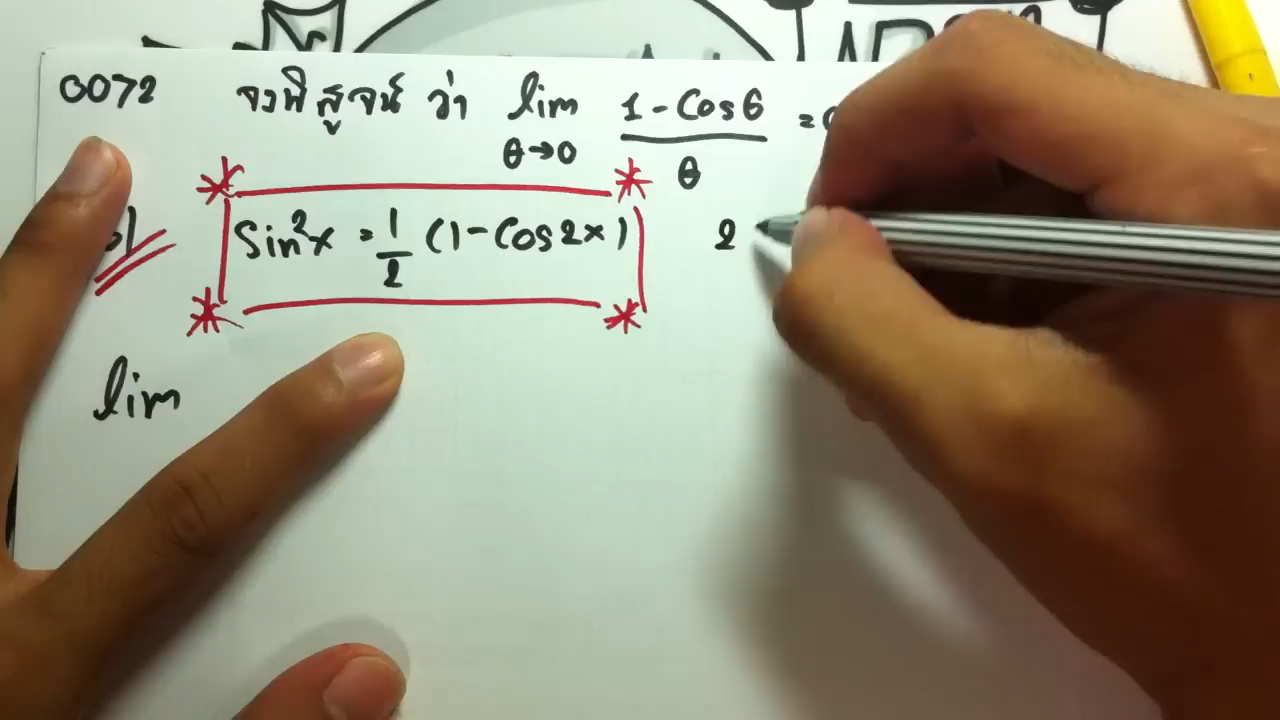 0072 จงพิสูจน์ ว่า lim 1-Cosθ =
θ→0 θ
Sin²x = 1/2 (1-Cos2x) 2
lim